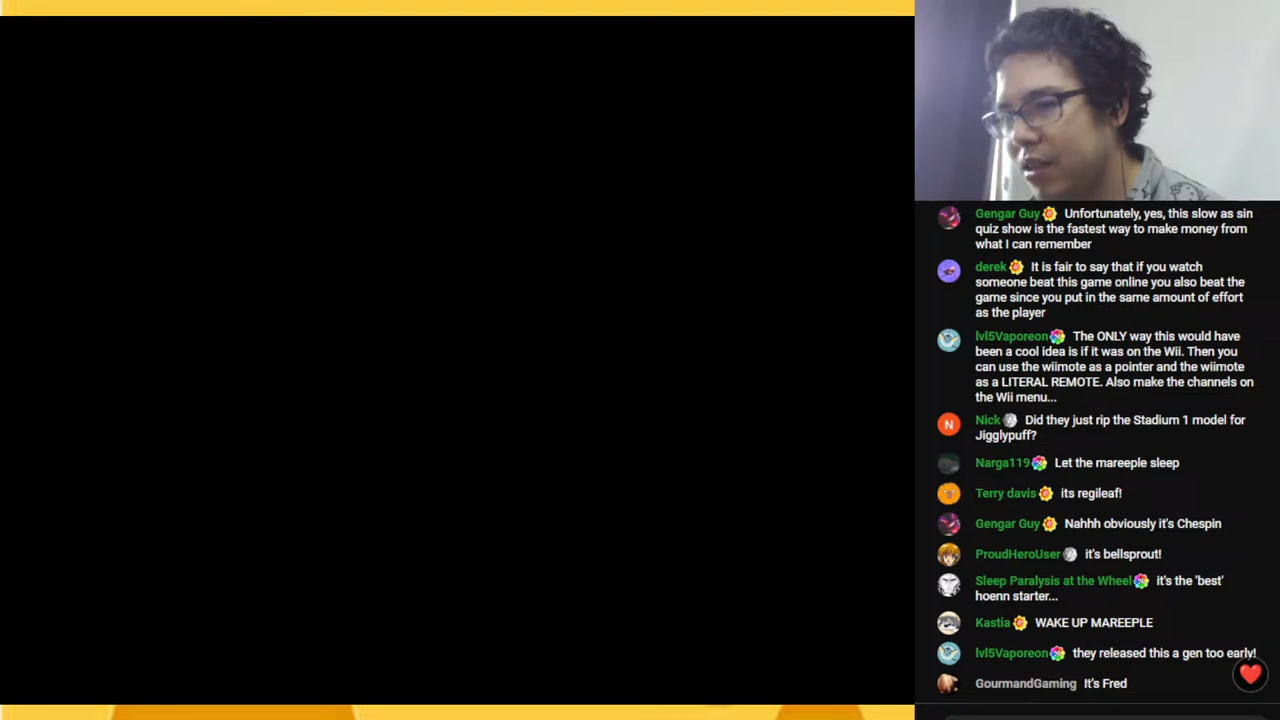 Gengar Guy Unfortunately, yes, this slow as sin
quiz show is the fastest way to make money from
what I can remember
derek It is fair to say that if you watch
someone beat this game online you also beat the
game since you put in the same amount of effort
as the player
lvl5Vaporeon The ONLY way this would have
been a cool idea is if it was on the Wii. Then you
can use the wiimote as a pointer and the wiimote
as a LITERAL REMOTE. Also make the channels on
the Wii menu...
N
Nick Did they just rip the Stadium 1 model for
Jigglypuff?
Narga119 Let the mareeple sleep
Terry davis its regileaf!
Gengar Guy Nahhh obviously it's Chespin
ProudHeroUser it's bellsprout!
Sleep Paralysis at the Wheel it's the 'best'
hoenn starter...
Kastia WAKE UP MAREEPLE
lvl5Vaporeon they released this a gen too early!
GourmandGaming It's Fred